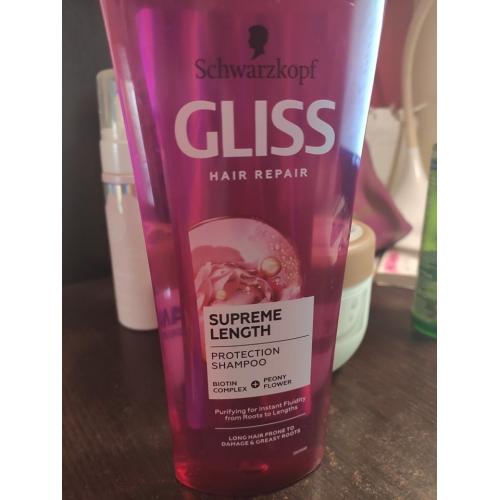 Schwarzkopf
GLISS
HAIR REPAIR
SUPREME
LENGTH
PROTECTION
SHAMPOO
BIOTIN
COMPLEX + PEONY
FLOWER
Purifying for Instant Fluidity
from Roots to Lengths
LONG HAIR PRONE TO
DAMAGE & GREASY ROOTS